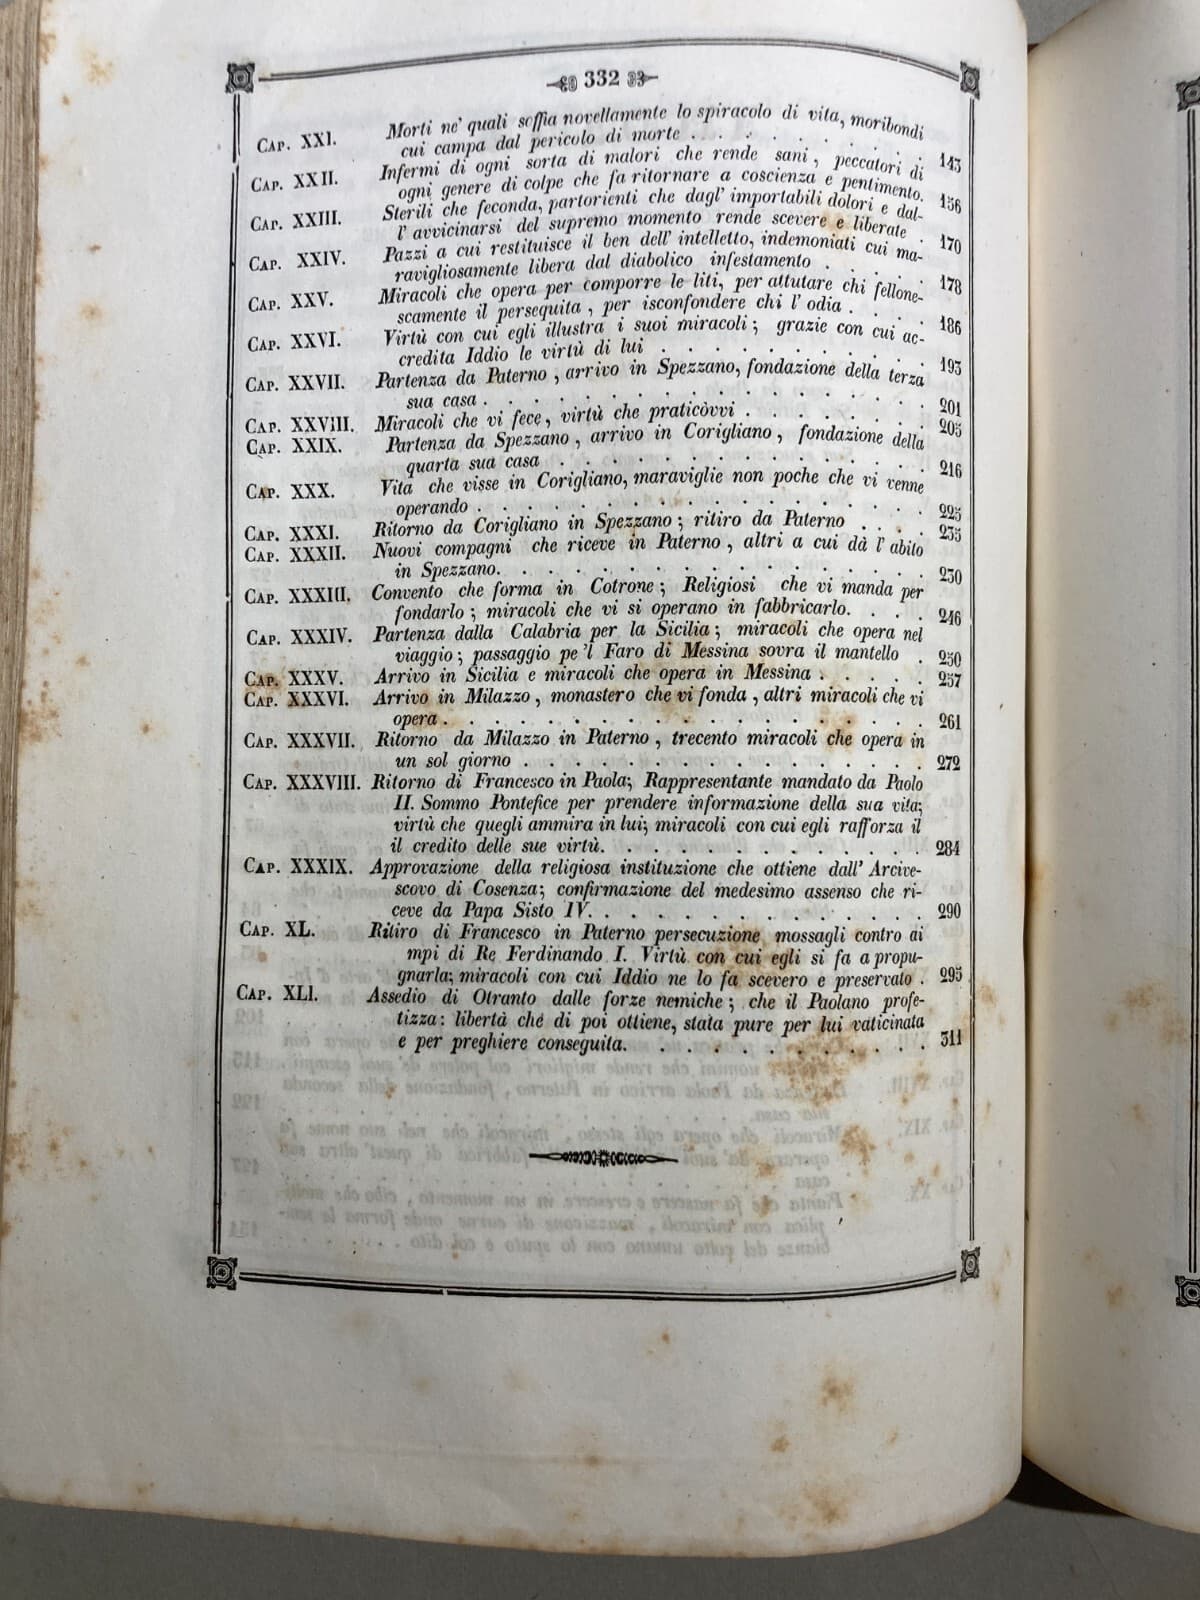 332
CAP. XXI. Morti ne' quali soffia novellamente lo spiracolo di vita, moribondi
cui campa dal pericolo di morte . . . . . . . 143
CAP. XXII. Infermi di ogni sorta di malori che rende sani, peccatori di
ogni genere di colpe che fa ritornare a coscienza e pentimento. 156
CAP. XXIII. Sterili che feconda, partorienti che dagl' importabili dolori e dal-
l' avvicinarsi del supremo momento rende scevere e liberate . 170
CAP. XXIV. Pazzi a cui restituisce il ben dell' intelletto, indemoniati cui ma-
ravigliosamente libera dal diabolico infestamento . . . . 178
CAP. XXV. Miracoli che opera per comporre le liti, per attutare chi fellone-
scamente il persequita, per isconfondere chi l' odia . . . . 186
CAP. XXVI. Virtù con cui egli illustra i suoi miracoli; grazie con cui ac-
credita Iddio le virtù di lui . . . . . . . . . 193
CAP. XXVII. Partenza da Paterno, arrivo in Spezzano, fondazione della terza
sua casa . . . . . . . . . . . . . . . 201
CAP. XXVIII. Miracoli che vi fece, virtù che praticòvvi . . . . . . 205
CAP. XXIX. Partenza da Spezzano, arrivo in Corigliano, fondazione della
quarta sua casa . . . . . . . . . . . . 216
CAP. XXX. Vita che visse in Corigliano, maraviglie non poche che vi venne
operando . . . . . . . . . . . . . . . 225
CAP. XXXI. Ritorno da Corigliano in Spezzano; ritiro da Paterno . . . . 235
CAP. XXXII. Nuovi compagni che riceve in Paterno, altri a cui dà l' abito
in Spezzano. . . . . . . . . . . . . . . 230
CAP. XXXIII. Convento che forma in Cotrone; Religiosi che vi manda per
fondarlo; miracoli che vi si operano in fabbricarlo. . . . 246
CAP. XXXIV. Partenza dalla Calabria per la Sicilia; miracoli che opera nel
viaggio; passaggio pe 'l Faro di Messina sovra il mantello . 250
CAP. XXXV. Arrivo in Sicilia e miracoli che opera in Messina . . . . . 257
CAP. XXXVI. Arrivo in Milazzo, monastero che vi fonda, altri miracoli che vi
opera . . . . . . . . . . . . . . . . . 261
CAP. XXXVII. Ritorno da Milazzo in Paterno, trecento miracoli che opera in
un sol giorno . . . . . . . . . . . . . . 272
CAP. XXXVIII. Ritorno di Francesco in Paola; Rappresentante mandato da Paolo
II. Sommo Pontefice per prendere informazione della sua vita;
virtù che quegli ammira in lui; miracoli con cui egli rafforza il
il credito delle sue virtù. . . . . . . . . . . . 284
CAP. XXXIX. Approvazione della religiosa instituzione che ottiene dall' Arcive-
scovo di Cosenza; confirmazione del medesimo assenso che ri-
ceve da Papa Sisto IV. . . . . . . . . . . . 290
CAP. XL. Ritiro di Francesco in Paterno persecuzione mossagli contro ai
mpi di Re Ferdinando I. Virtù con cui egli si fa a propu-
gnarla; miracoli con cui Iddio ne lo fa scevero e preservato . 295
CAP. XLI. Assedio di Otranto dalle forze nemiche; che il Paolano profe-
tizza: libertà che di poi ottiene, stata pure per lui vaticinata
e per preghiere conseguita. . . . . . . . . . . 311